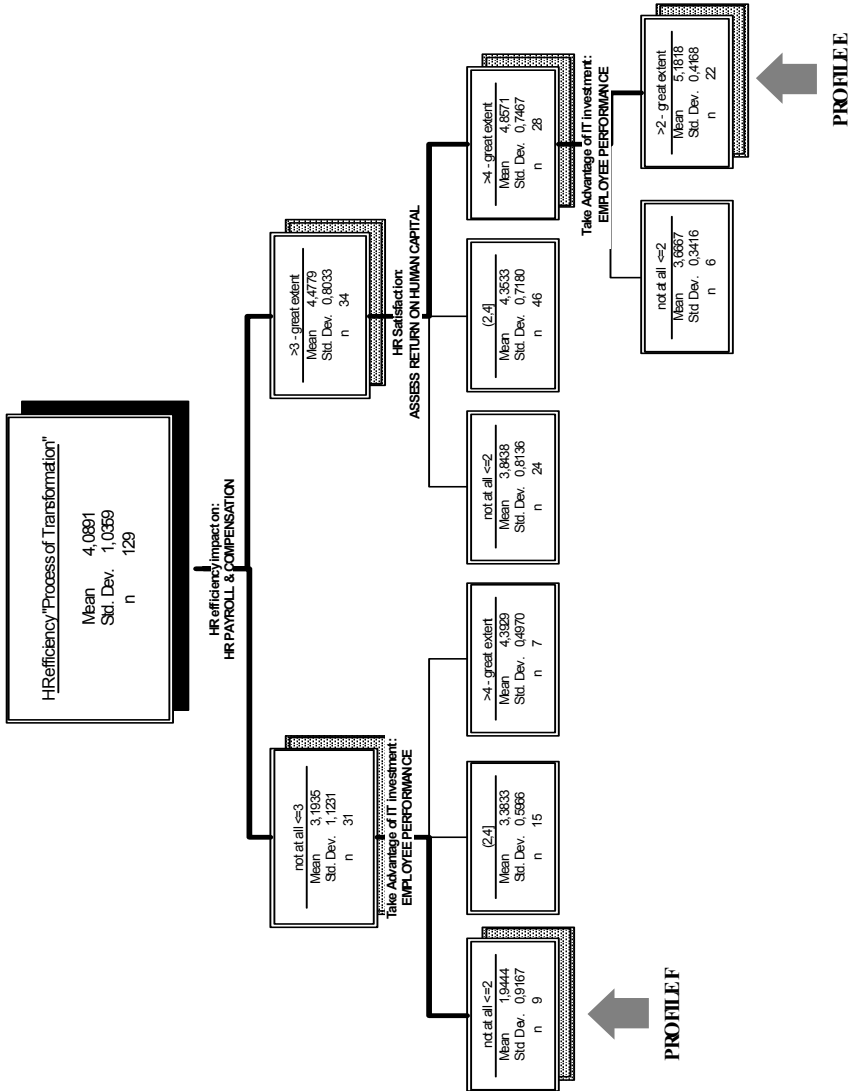 HR efficiency "Process of Transformation"
Mean 4,0891
Std. Dev. 1,0359
n 129
HR efficiency impact on:
HR PAYROLL & COMPENSATION
not at all <=3
Mean 3,1935
Std. Dev. 1,1231
n 31
>3 - great extent
Mean 4,4779
Std. Dev. 0,8033
n 34
Take Advantage of IT investment:
EMPLOYEE PERFORMANCE
HR Satisfaction:
ASSESS RETURN ON HUMAN CAPITAL
not at all <=2
Mean 1,9444
Std Dev. 0,9167
n 9
(2,4]
Mean 3,3833
Std. Dev. 0,5966
n 15
>4 - great extent
Mean 4,3929
Std. Dev. 0,4970
n 7
not at all <=2
Mean 3,8438
Std. Dev. 0,8136
n 24
(2,4]
Mean 4,3533
Std. Dev. 0,7180
n 46
>4 - great extent
Mean 4,8571
Std. Dev. 0,7467
n 28
Take Advantage of IT investment:
EMPLOYEE PERFORMANCE
not at all <=2
Mean 3,6667
Std. Dev. 0,3416
n 6
>2 - great extent
Mean 5,1818
Std. Dev. 0,4168
n 22
PROFILE F
PROFILE E